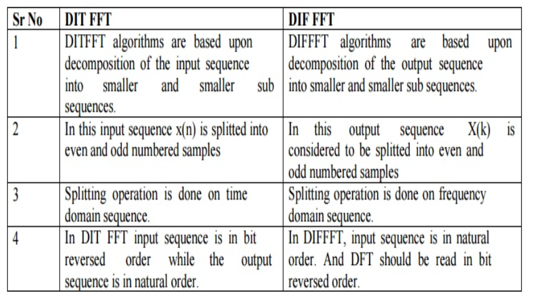 Sr No DIT FFT DIF FFT
1 DITFFT algorithms are based upon
decomposition of the input sequence
into smaller and smaller sub
sequences.
DIFFFT algorithms are based upon
decomposition of the output sequence
into smaller and smaller sub sequences.
2 In this input sequence x(n) is splitted into
even and odd numbered samples
In this output sequence X(k) is
considered to be splitted into even and
odd numbered samples
3 Splitting operation is done on time
domain sequence.
Splitting operation is done on frequency
domain sequence.
4 In DIT FFT input sequence is in bit
reversed order while the output
sequence is in natural order.
In DIFFFT, input sequence is in natural
order. And DFT should be read in bit
reversed order.